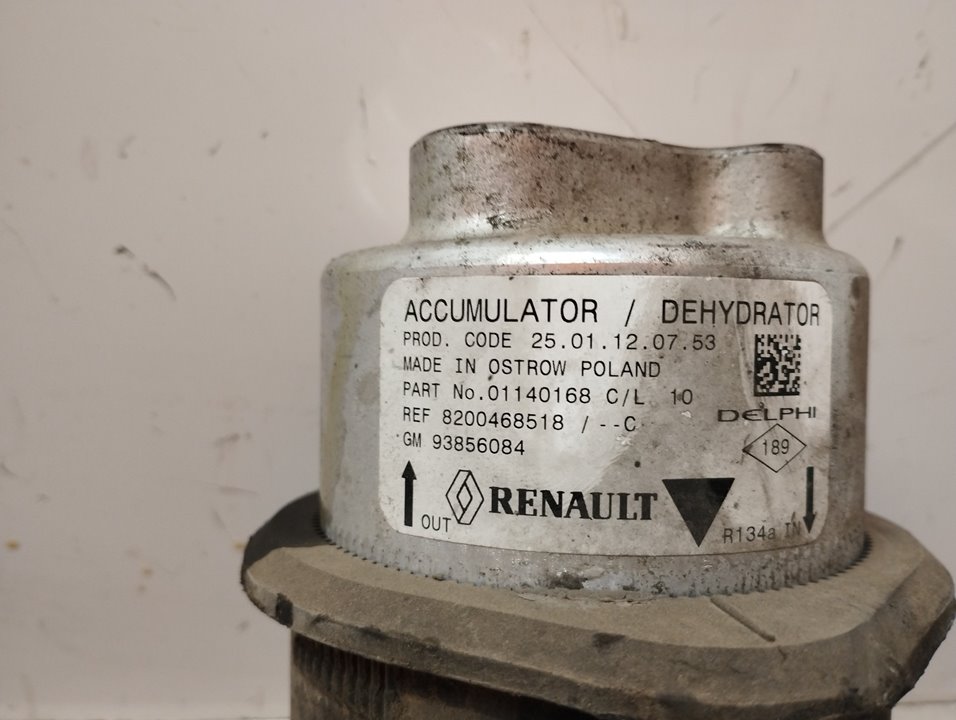 ACCUMULATOR / DEHYDRATOR
PROD. CODE 25.01.12.07.53
MADE IN OSTROW POLAND
PART No.01140168 C/L 10
REF 8200468518 / --C
DELPHI
GM 93856084
189
OUT
RENAULT
R134a IN